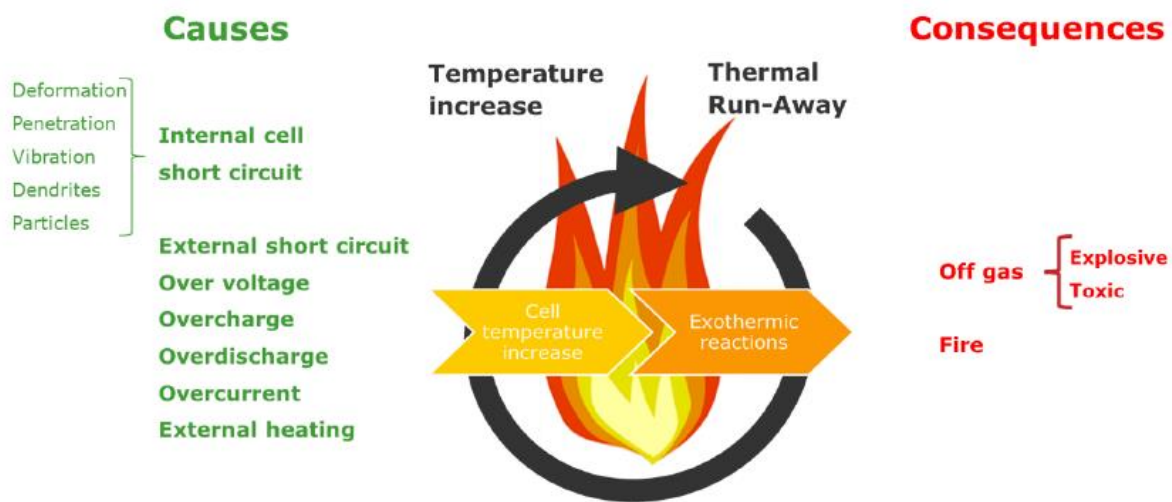 Causes
Deformation
Penetration
Vibration
Dendrites
Particles
Internal cell
short circuit
External short circuit
Over voltage
Overcharge
Overdischarge
Overcurrent
External heating
Temperature
increase
Thermal
Run-Away
Cell
temperature
increase
Exothermic
reactions
Consequences
Off gas
Explosive
Toxic
Fire